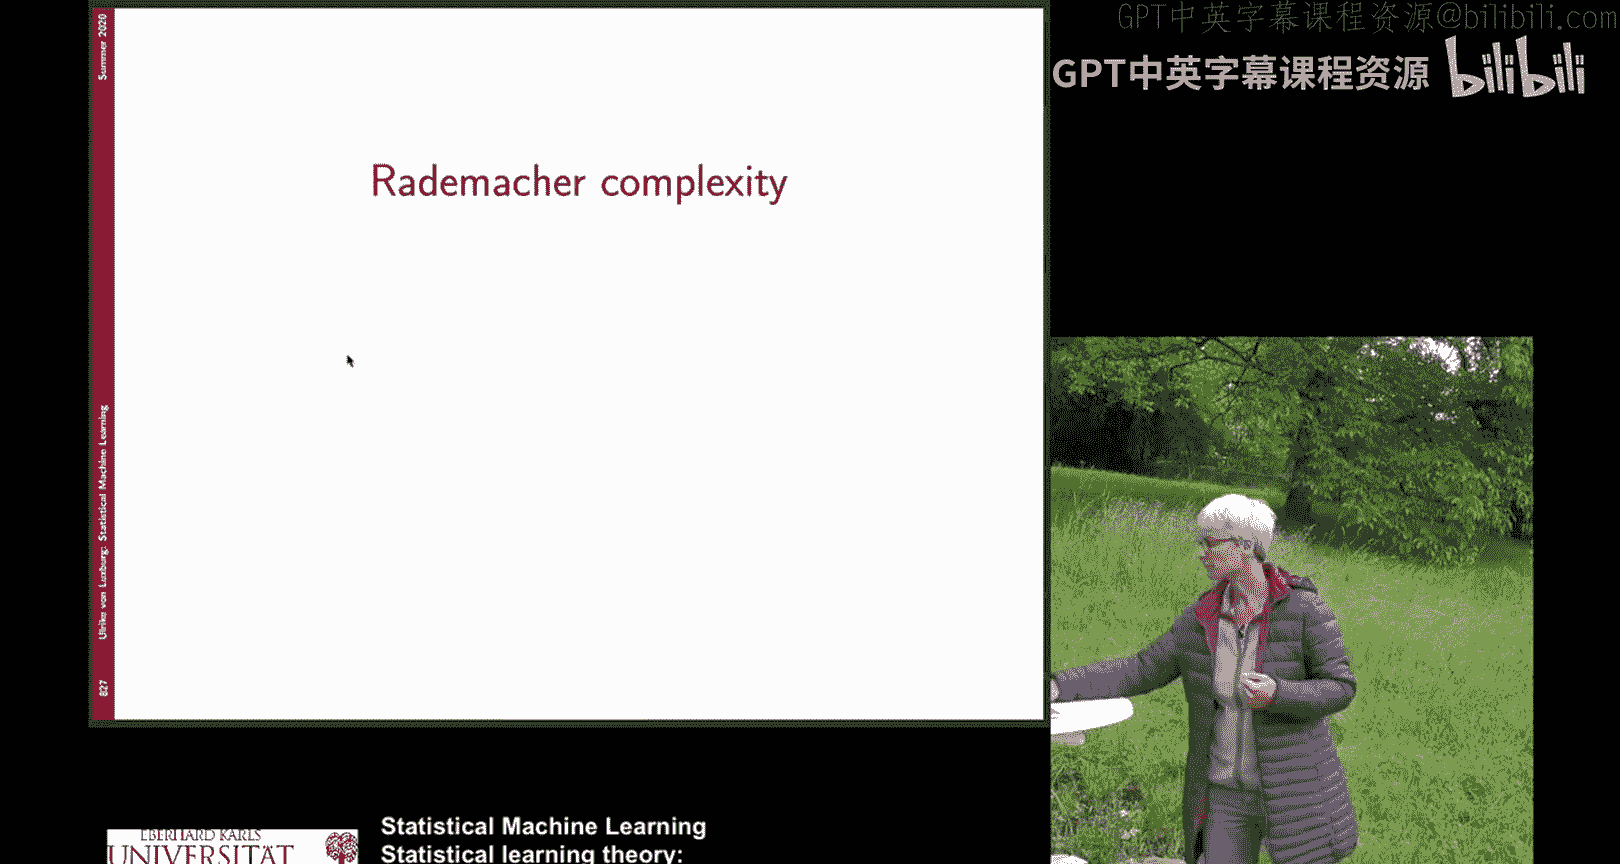 GPT中英字幕课程资源@bilibili.com
GPT中英字幕课程资源 bilibili
Summer 2020
Rademacher complexity
Ulrike von Luxburg: Statistical Machine Learning
827
EBERHARD KARLS
UNIVERSITÄT
Statistical Machine Learning
Statistical learning theory: